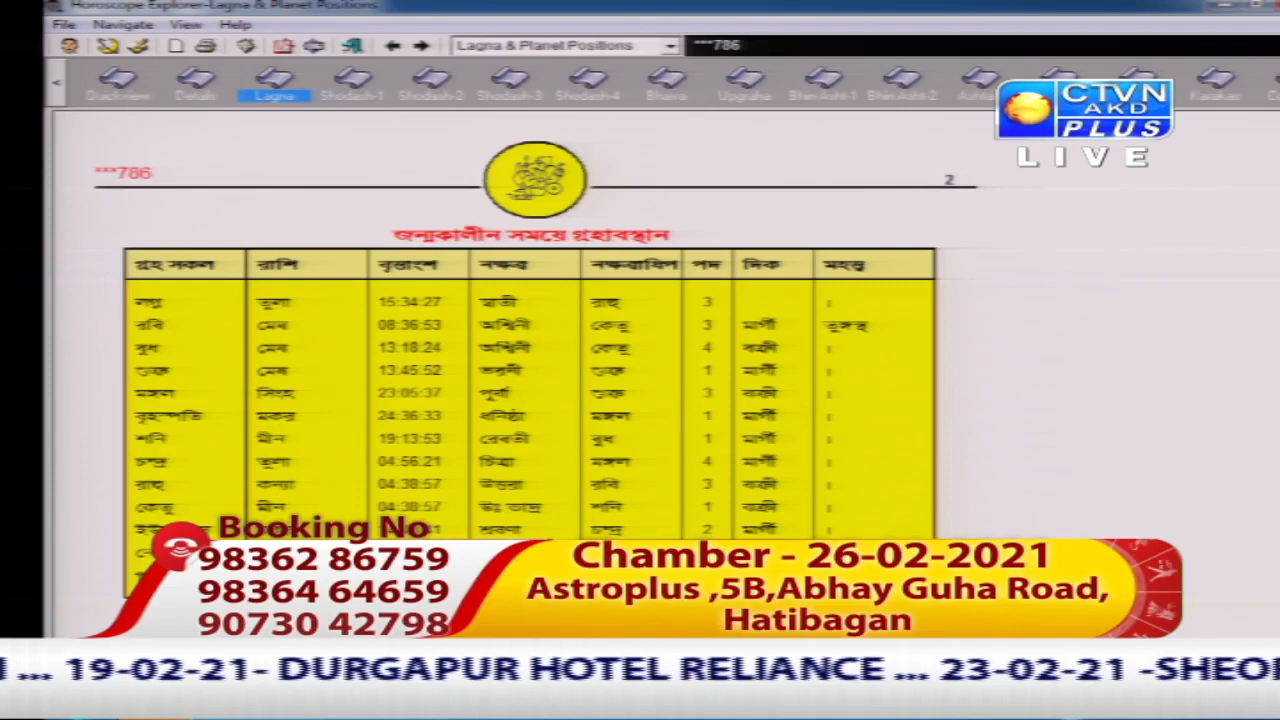 Horoscope Explorer-Lagna & Planet Positions
File Navigate View Help
Lagna & Planet Positions ***786
Quickview Details Lagna Shodash-1 Shodash-2 Shodash-3 Shodash-4 Bhava Upgraha Bhin Asht-1 Bhin Asht-2 Karakas
CTVN
AKD
PLUS
LIVE
***786
2
জন্মকালীন সময়ে গ্রহাবস্থান
গ্রহ সকল রাশি বৃত্তাংশ নক্ষত্র নক্ষত্রাধিপ পদ দিক মহত্ত্ব
লগ্ন তুলা 15:34:27 স্বাতী রাহু 3 ।
রবি মেষ 08:36:53 অশ্বিনী কেতু 3 মার্গী তুঙ্গস্থ
বুধ মেষ 13:18:24 অশ্বিনী কেতু 4 বক্রী ।
শুক্র মেষ 13:45:52 ভরনী শুক্র 1 মার্গী ।
মঙ্গল সিংহ 23:05:37 পূর্বা শুক্র 3 বক্রী ।
বৃহস্পতি মকর 24:36:33 ধনিষ্ঠা মঙ্গল 1 মার্গী ।
শনি মীন 19:13:53 রেবতী বুধ 1 মার্গী ।
চন্দ্র তুলা 04:56:21 চিত্রা মঙ্গল 4 মার্গী ।
রাহু কন্যা 04:38:57 উত্তরা রবি 3 বক্রী ।
কেতু মীন 04:38:57 উঃ ভাদ্র শনি 1 বক্রী ।
শ্রবণা চন্দ্র 2 মার্গী ।
Booking No
98362 86759
98364 64659
90730 42798
Chamber - 26-02-2021
Astroplus ,5B,Abhay Guha Road,
Hatibagan
... 19-02-21- DURGAPUR HOTEL RELIANCE ... 23-02-21 -